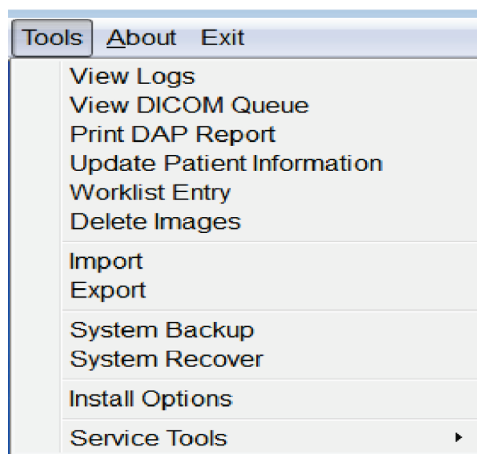 Tools About Exit
View Logs
View DICOM Queue
Print DAP Report
Update Patient Information
Worklist Entry
Delete Images
Import
Export
System Backup
System Recover
Install Options
Service Tools